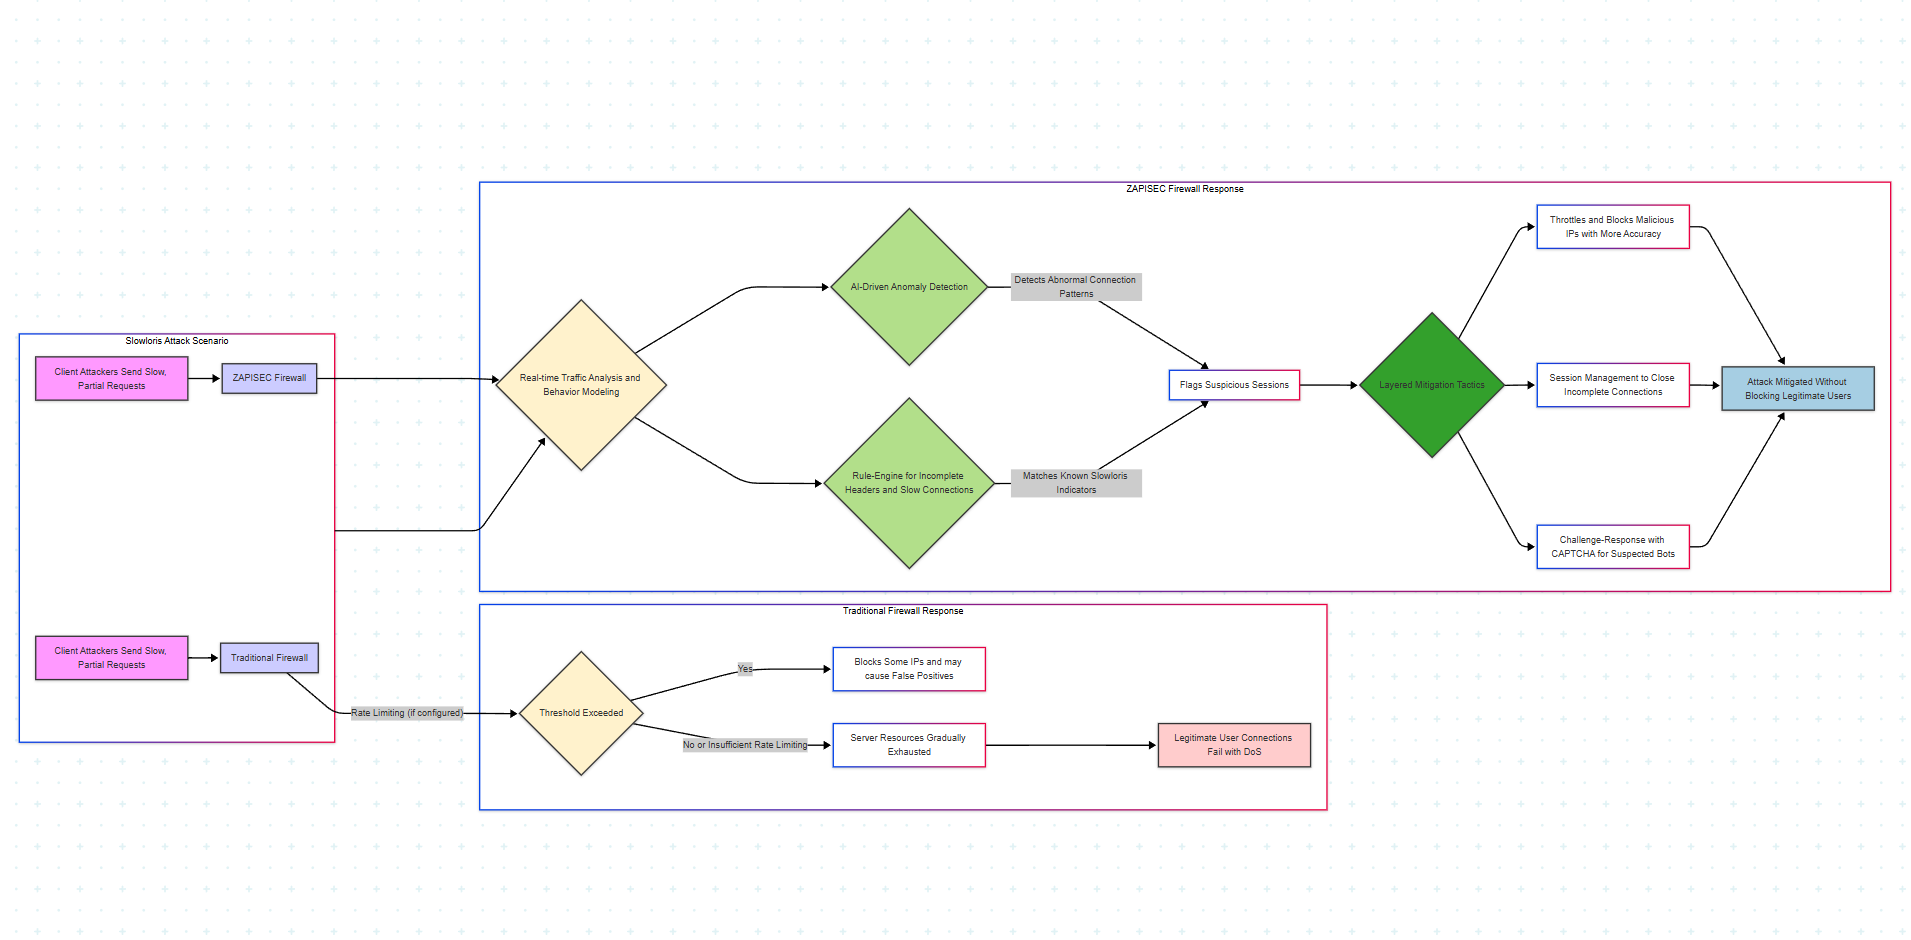 ZAPISEC Firewall Response
Throttles and Blocks Malicious
IPs with More Accuracy
AI-Driven Anomaly Detection
Detects Abnormal Connection
Patterns
Slowloris Attack Scenario
Client Attackers Send Slow,
Partial Requests
ZAPISEC Firewall
Real-time Traffic Analysis and
Behavior Modeling
Flags Suspicious Sessions
Layered Mitigation Tactics
Session Management to Close
Incomplete Connections
Attack Mitigated Without
Blocking Legitimate Users
Rule-Engine for Incomplete
Headers and Slow Connections
Matches Known Slowloris
Indicators
Challenge-Response with
CAPTCHA for Suspected Bots
Traditional Firewall Response
Client Attackers Send Slow,
Partial Requests
Traditional Firewall
Rate Limiting (if configured)
Threshold Exceeded
Yes
Blocks Some IPs and may
cause False Positives
No or Insufficient Rate Limiting
Server Resources Gradually
Exhausted
Legitimate User Connections
Fail with DoS